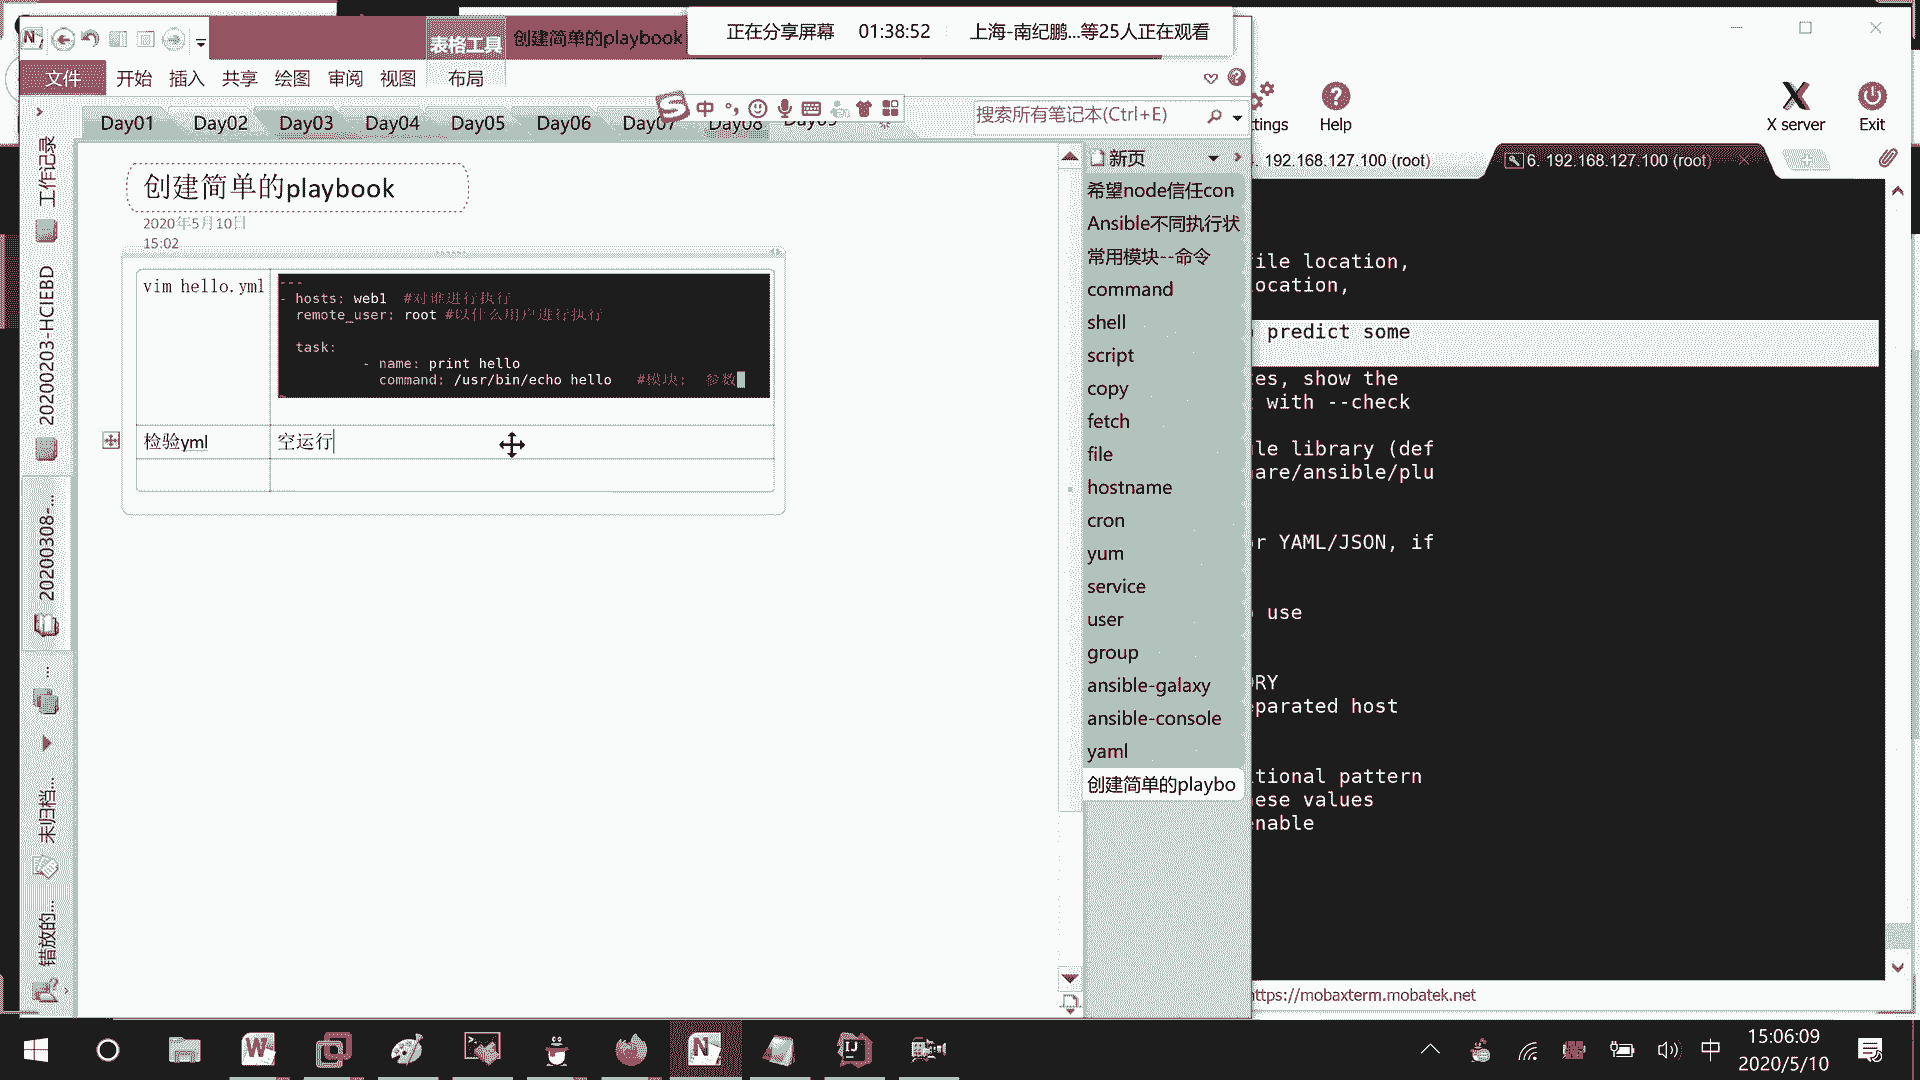 表格工具
创建简单的playbook
正在分享屏幕 01:38:52 上海-南纪鹏...等25人正在观看
文件 开始 插入 共享 绘图 审阅 视图 布局
Day01 Day02 Day03 Day04 Day05 Day06 Day07 Day08
中
搜索所有笔记本(Ctrl+E)
工作记录
20200203-HCIEBD
20200308-...
...
未归档...
错放的...
创建简单的playbook
2020年5月10日
15:02
vim hello.yml
---
- hosts: web1 #对谁进行执行
remote_user: root #以什么用户进行执行
task:
- name: print hello
command: /usr/bin/echo hello #模块： 参数
检验yml 空运行
新页
希望node信任con
Ansible不同执行状
常用模块--命令
command
shell
script
copy
fetch
file
hostname
cron
yum
service
user
group
ansible-galaxy
ansible-console
yaml
创建简单的playbo
tings Help X server Exit
. 192.168.127.100 (root) 6. 192.168.127.100 (root)
ile location,
ocation,
predict some
es, show the
with --check
le library (def
are/ansible/plu
r YAML/JSON, if
use
RY
parated host
tional pattern
ese values
nable
https://mobaxterm.mobatek.net
中
15:06:09
2020/5/10